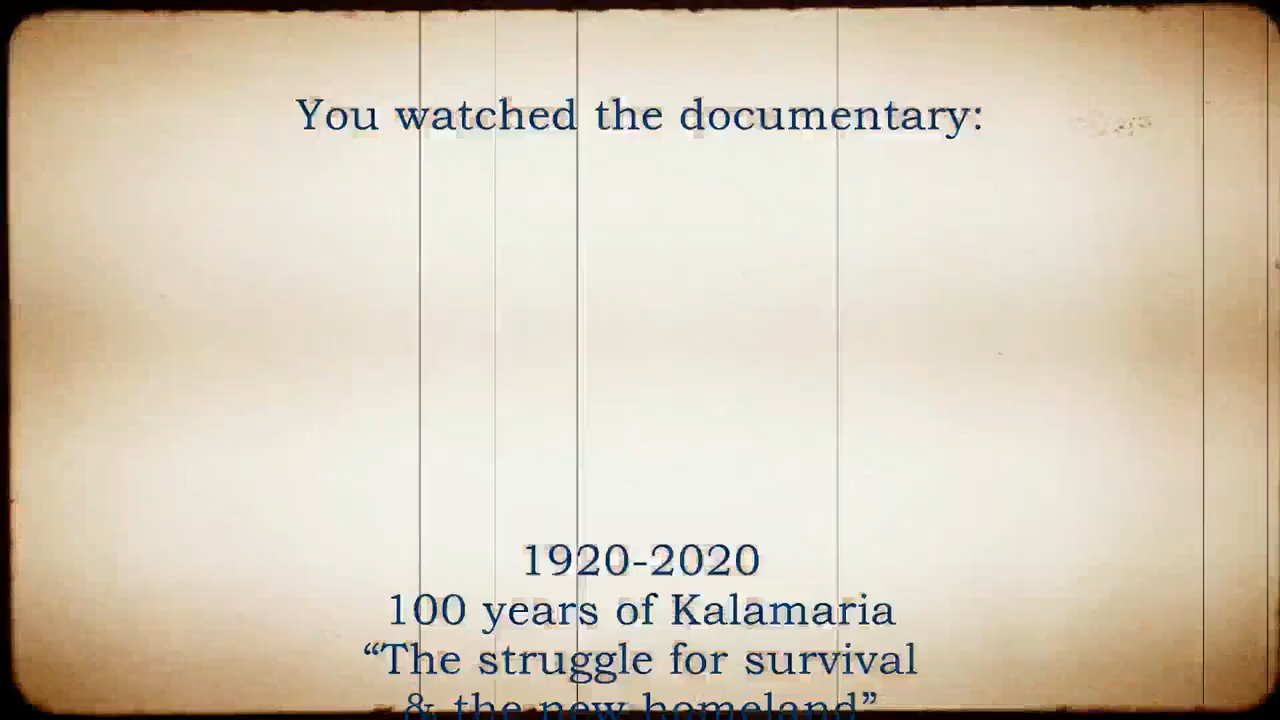 You watched the documentary:
1920-2020
100 years of Kalamaria
“The struggle for survival
& the new homeland”